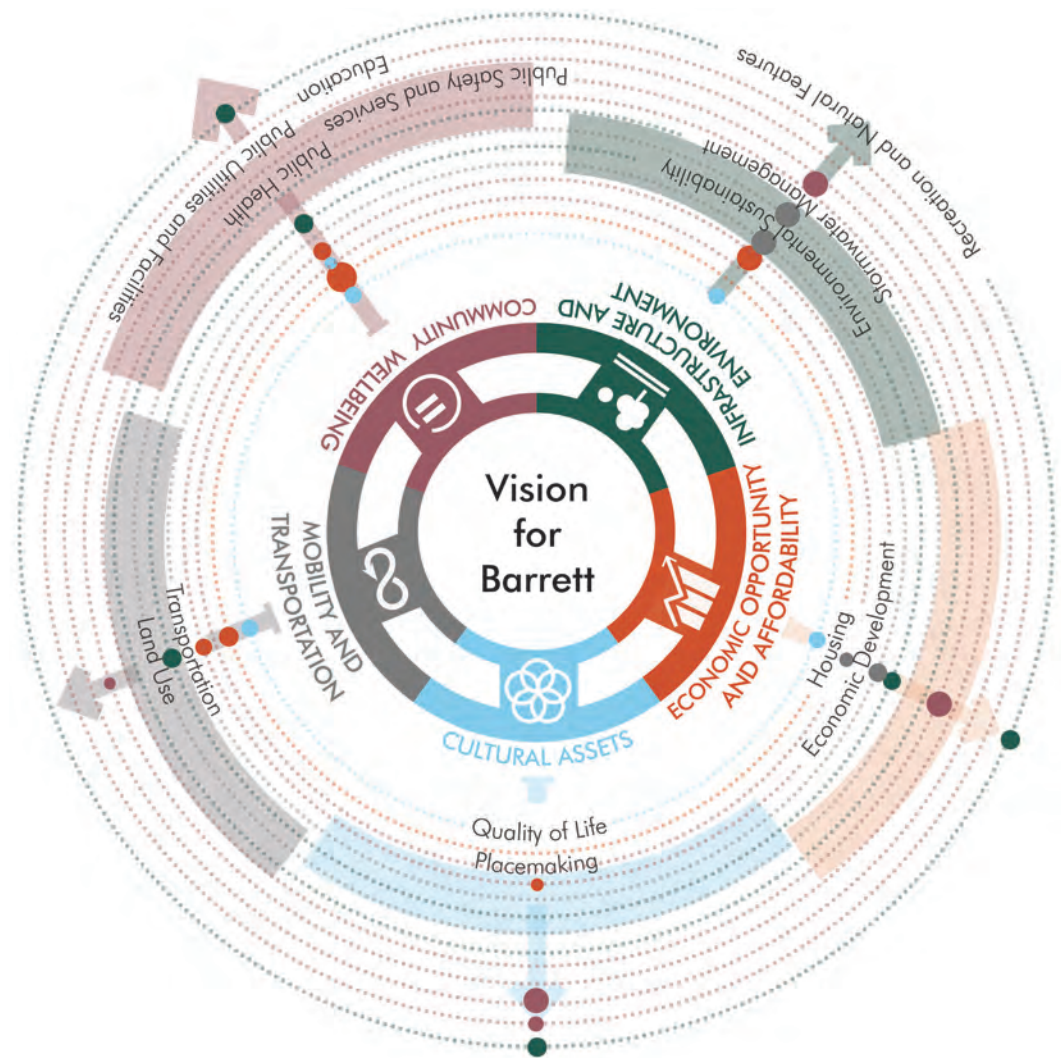 Vision
for
Barrett
COMMUNITY WELLBEING
INFRASTRUCTURE AND
ENVIRONMENT
ECONOMIC OPPORTUNITY
AND AFFORDABILITY
CULTURAL ASSETS
MOBILITY AND
TRANSPORTATION
Education
Public Safety and Services
Public Utilities and Facilities
Public Health
Recreation and Natural Features
Stormwater Management
Environmental Sustainability
Housing
Economic Development
Quality of Life
Placemaking
Transportation
Land Use